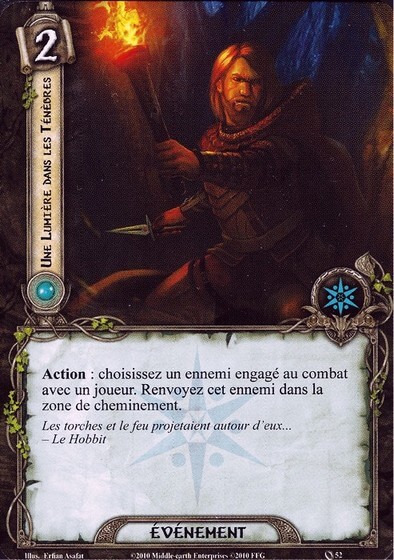 2
UNE LUMIÈRE DANS LES TÉNÈBRES
Action : choisissez un ennemi engagé au combat
avec un joueur. Renvoyez cet ennemi dans la
zone de cheminement.
Les torches et le feu projetaient autour d'eux...
– Le Hobbit
ÉVÉNEMENT
Illus. Erfian Asafat
©2010 Middle-earth Enterprises ©2010 FFG
52